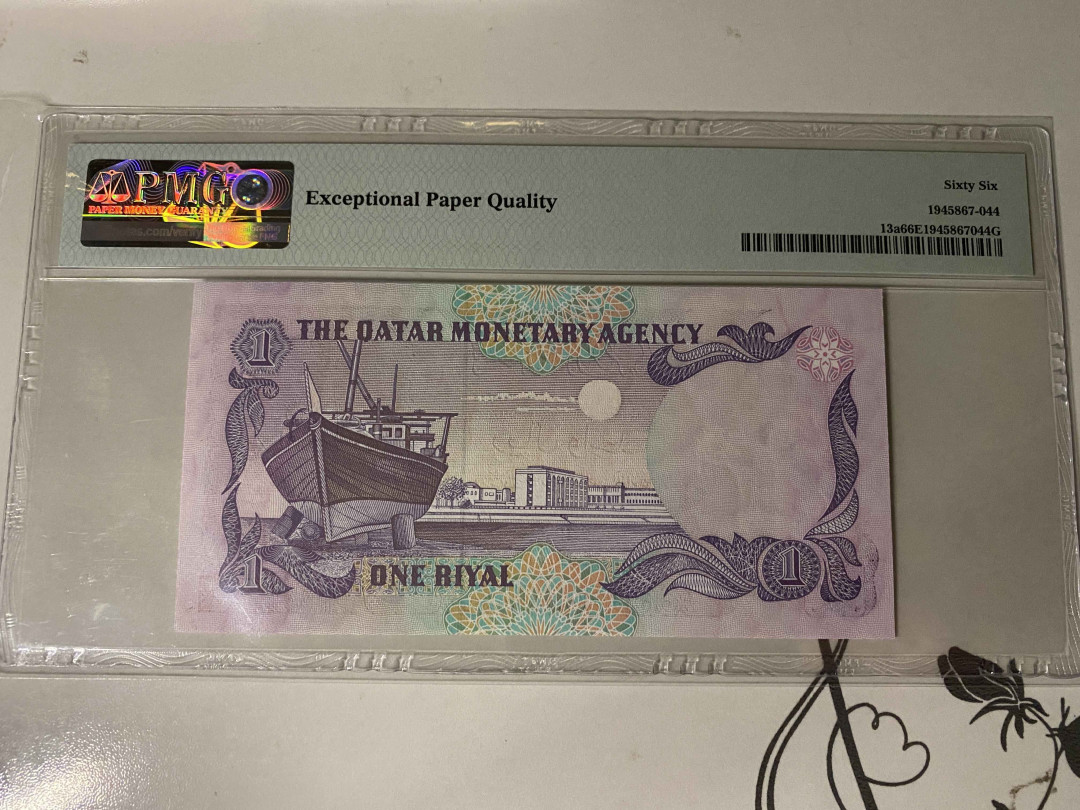 PMG
PAPER MONEY GUARANTY
Exceptional Paper Quality
Sixty Six
1945867-044
13a66E1945867044G
1
THE QATAR MONETARY AGENCY
1
ONE RIYAL
1